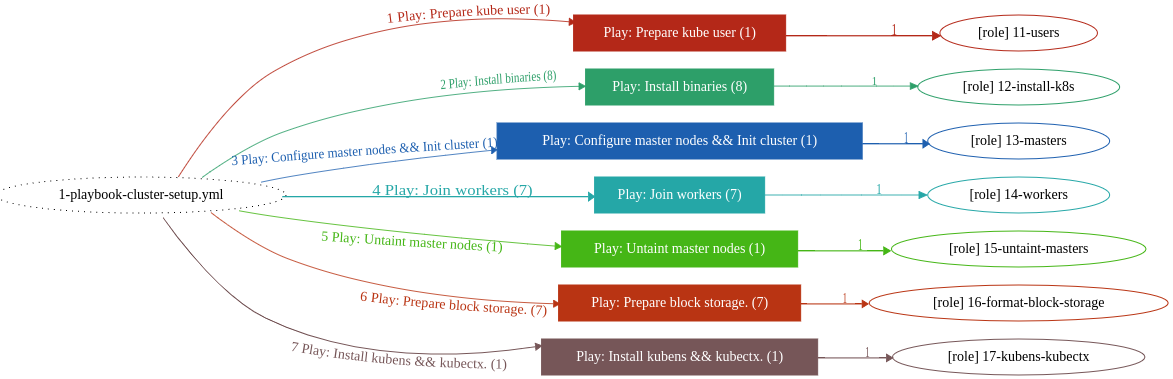 1 Play: Prepare kube user (1)
Play: Prepare kube user (1)
1
[role] 11-users
2 Play: Install binaries (8)
Play: Install binaries (8)
1
[role] 12-install-k8s
3 Play: Configure master nodes && Init cluster (1)
Play: Configure master nodes && Init cluster (1)
1
[role] 13-masters
1-playbook-cluster-setup.yml
4 Play: Join workers (7)
Play: Join workers (7)
1
[role] 14-workers
5 Play: Untaint master nodes (1)
Play: Untaint master nodes (1)
1
[role] 15-untaint-masters
6 Play: Prepare block storage. (7)
Play: Prepare block storage. (7)
1
[role] 16-format-block-storage
7 Play: Install kubens && kubectx. (1)
Play: Install kubens && kubectx. (1)
1
[role] 17-kubens-kubectx